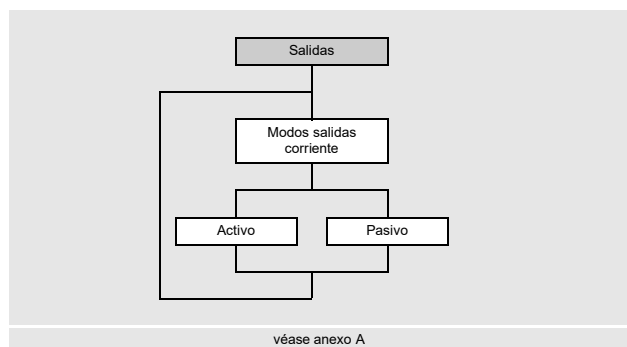 Salidas
Modos salidas
corriente
Activo
Pasivo
véase anexo A